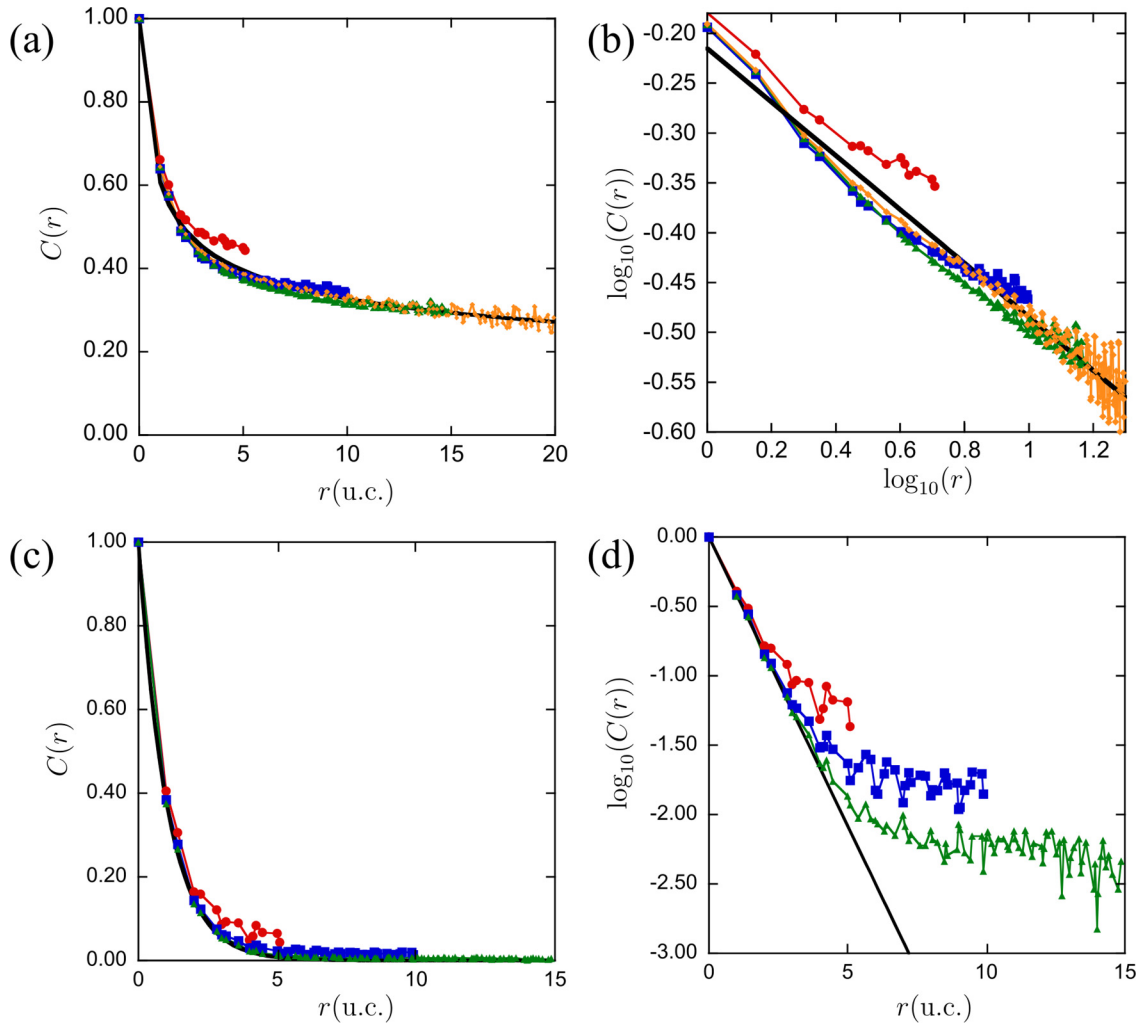 (a)
1.00
0.80
0.60
0.40
0.20
0.00
C(r)
0 5 10 15 20
r(u.c.)
(b)
-0.20
-0.25
-0.30
-0.35
-0.40
-0.45
-0.50
-0.55
-0.60
log₁₀(C(r))
0 0.2 0.4 0.6 0.8 1 1.2
log₁₀(r)
(c)
1.00
0.80
0.60
0.40
0.20
0.00
C(r)
0 5 10 15
r(u.c.)
(d)
0.00
-0.50
-1.00
-1.50
-2.00
-2.50
-3.00
log₁₀(C(r))
0 5 10 15
r(u.c.)